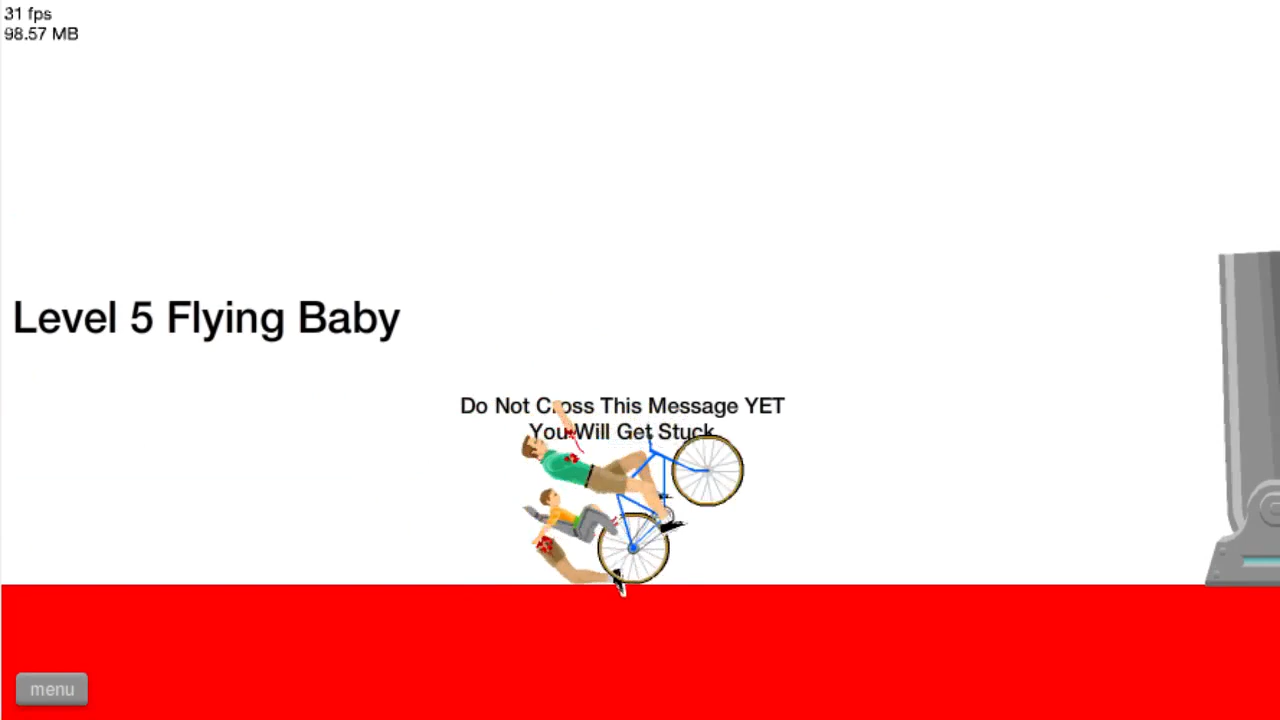 31 fps
98.57 MB
Level 5 Flying Baby
Do Not Cross This Message YET
You Will Get Stuck
menu